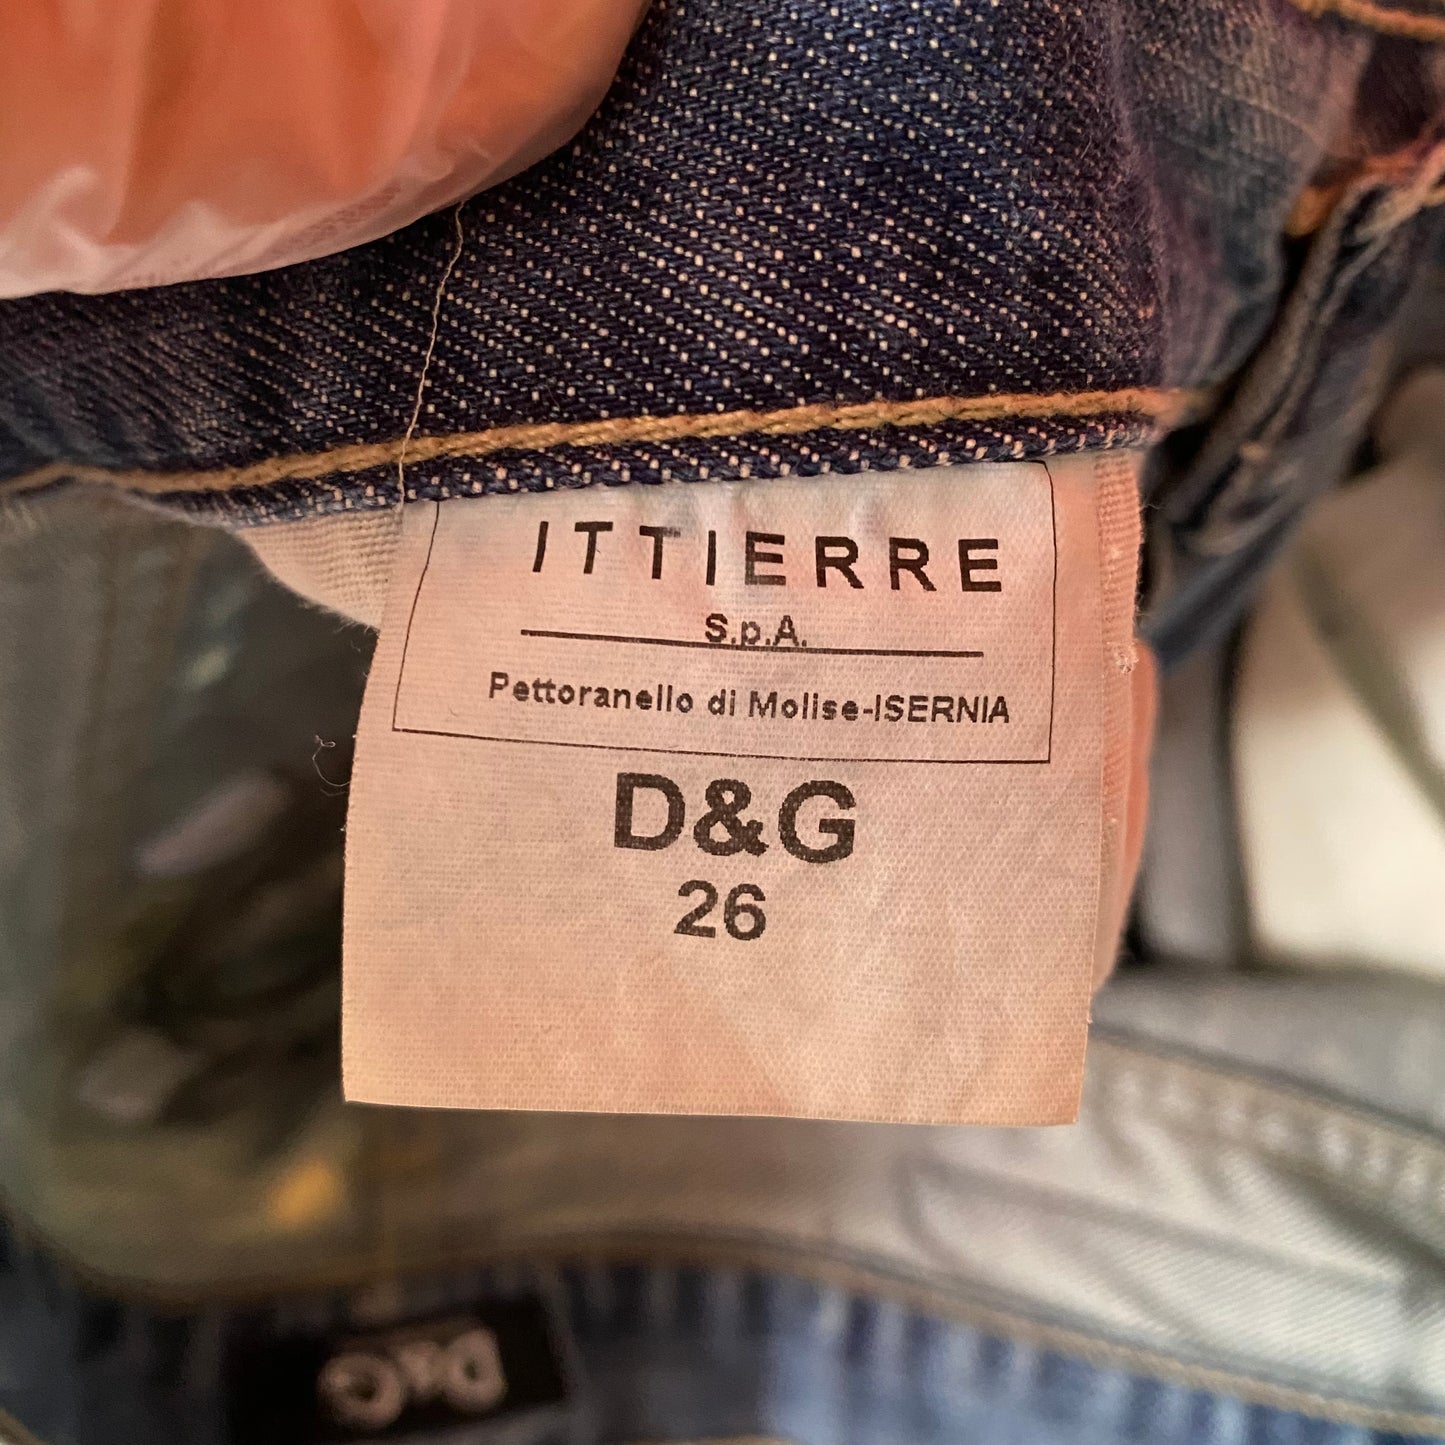 ITTIERRE
S.p.A.
Pettoranello di Molise-ISERNIA
D&G
26
D&G